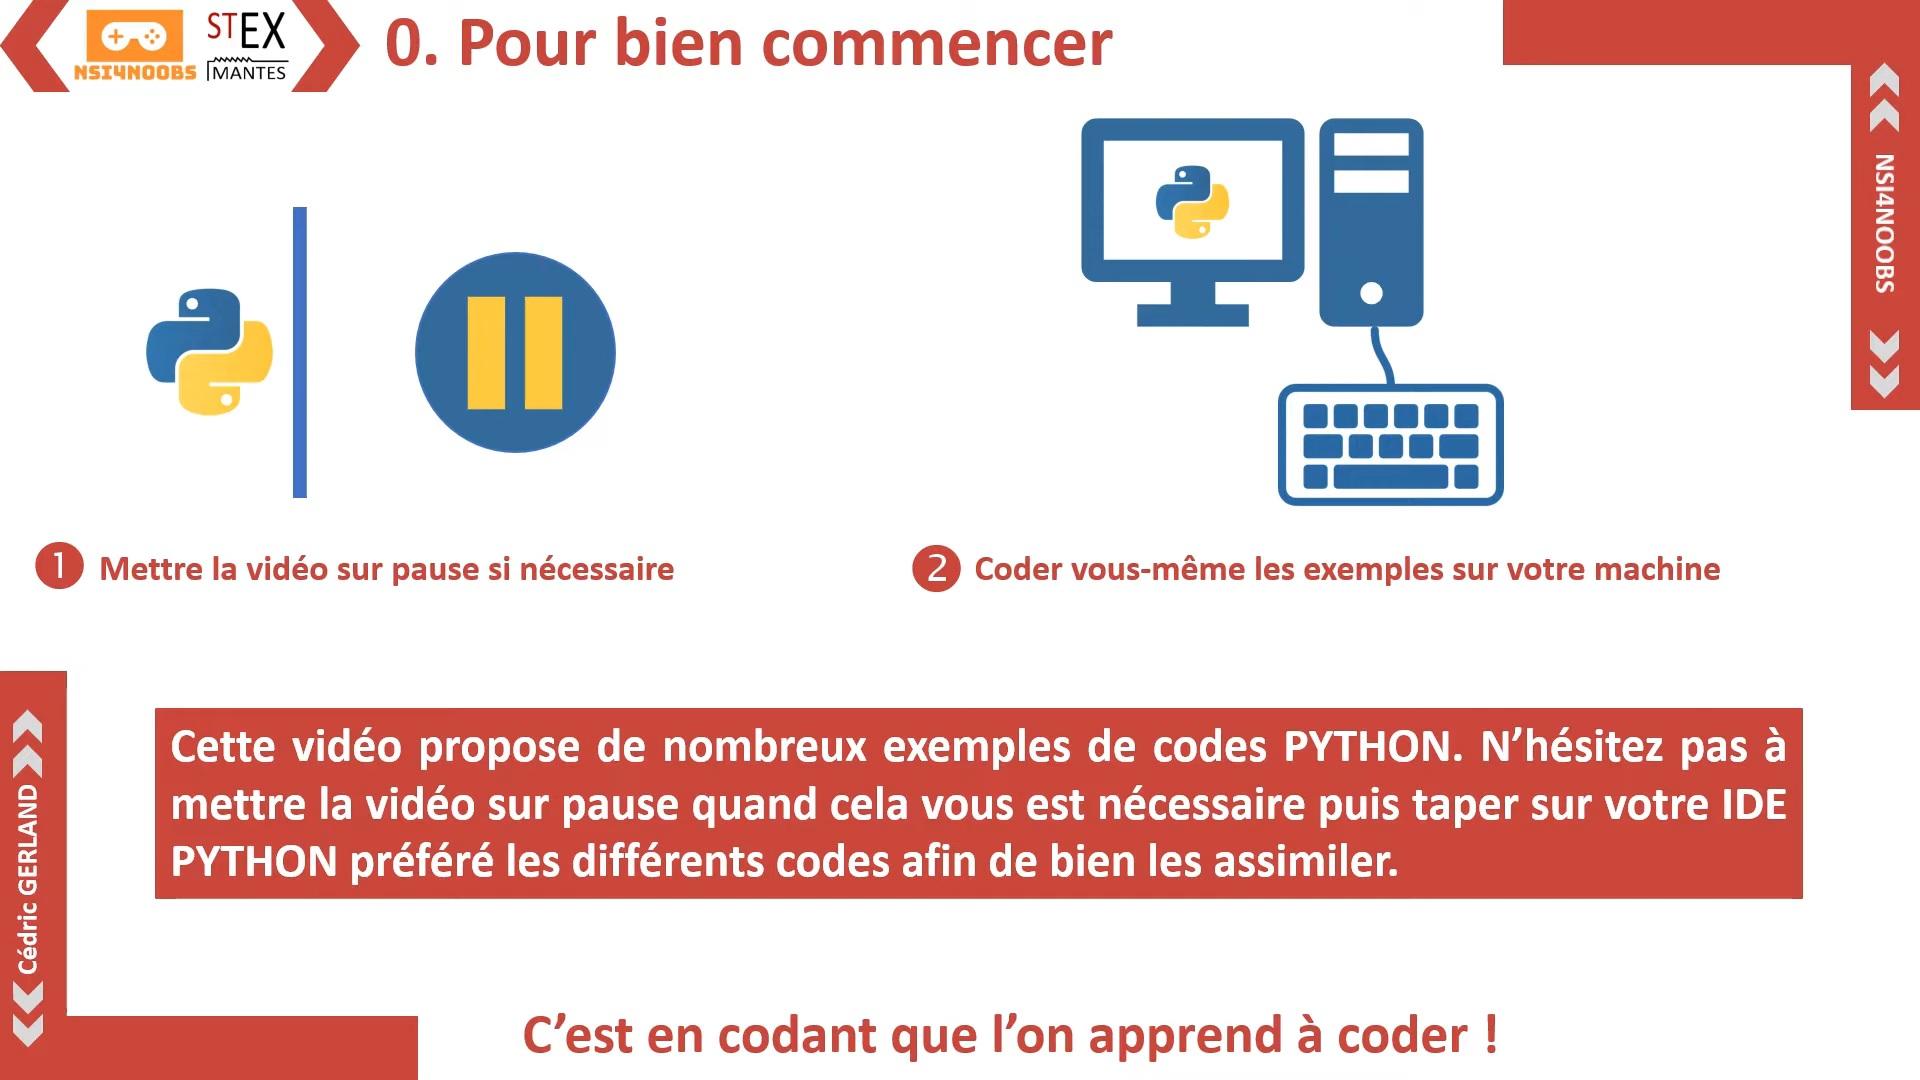 NSI4NOOBS
STEX
MANTES
0. Pour bien commencer
NSI4NOOBS
1 Mettre la vidéo sur pause si nécessaire
2 Coder vous-même les exemples sur votre machine
Cette vidéo propose de nombreux exemples de codes PYTHON. N’hésitez pas à
mettre la vidéo sur pause quand cela vous est nécessaire puis taper sur votre IDE
PYTHON préféré les différents codes afin de bien les assimiler.
Cédric GERLAND
C’est en codant que l’on apprend à coder !